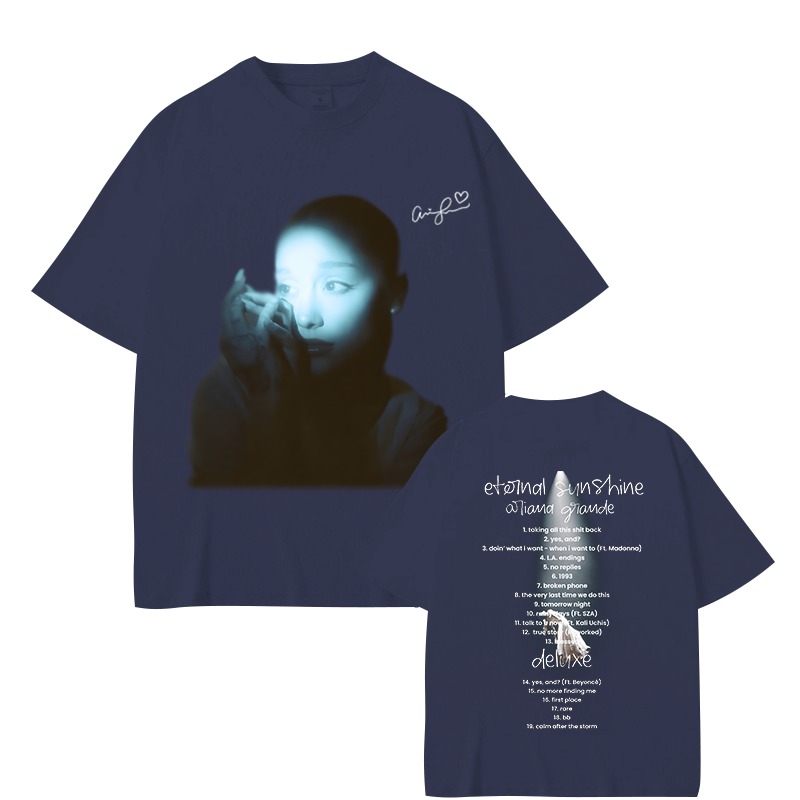 eternal sunshine
ariana grande
1. taking all this shit back
2. yes, and?
3. doin' what i want - when i want to (Ft. Madonna)
4. L.A. endings
5. no replies
6. 1993
7. broken phone
8. the very last time we do this
9. tomorrow night
10. days (Ft. SZA)
11. talk to now (Ft. Kali Uchis)
12. true
13.
deluxe
14. yes, and? (Ft. Beyoncé)
15. no more finding me
16. first place
17. rare
18. bb
19. calm after the storm